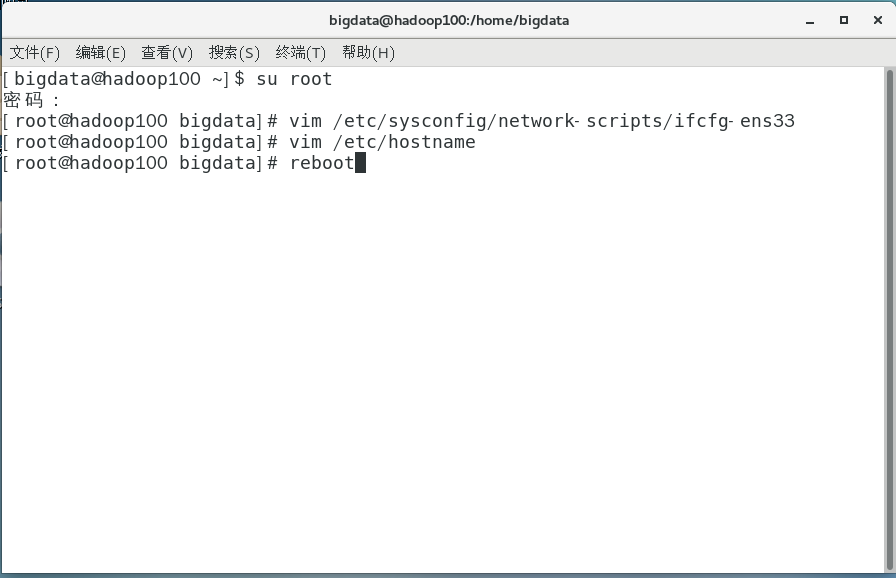 bigdata@hadoop100:/home/bigdata
文件(F) 编辑(E) 查看(V) 搜索(S) 终端(T) 帮助(H)
[bigdata@hadoop100 ~]$ su root
密码：
[root@hadoop100 bigdata]# vim /etc/sysconfig/network-scripts/ifcfg-ens33
[root@hadoop100 bigdata]# vim /etc/hostname
[root@hadoop100 bigdata]# reboot